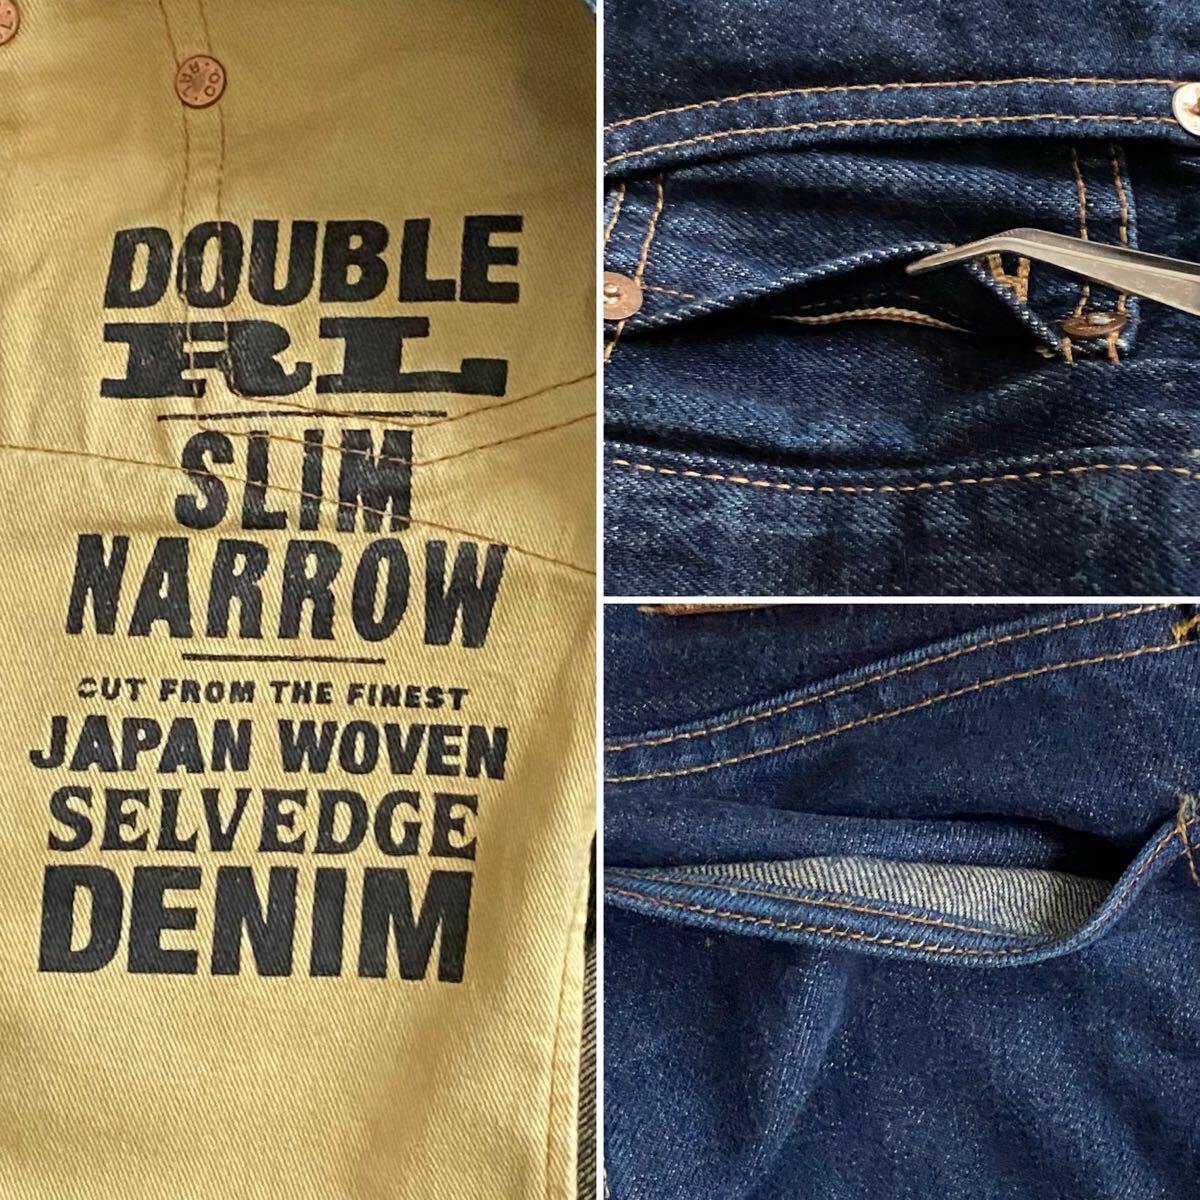 DOUBLE
RL
SLIM
NARROW
CUT FROM THE FINEST
JAPAN WOVEN
SELVEDGE
DENIM